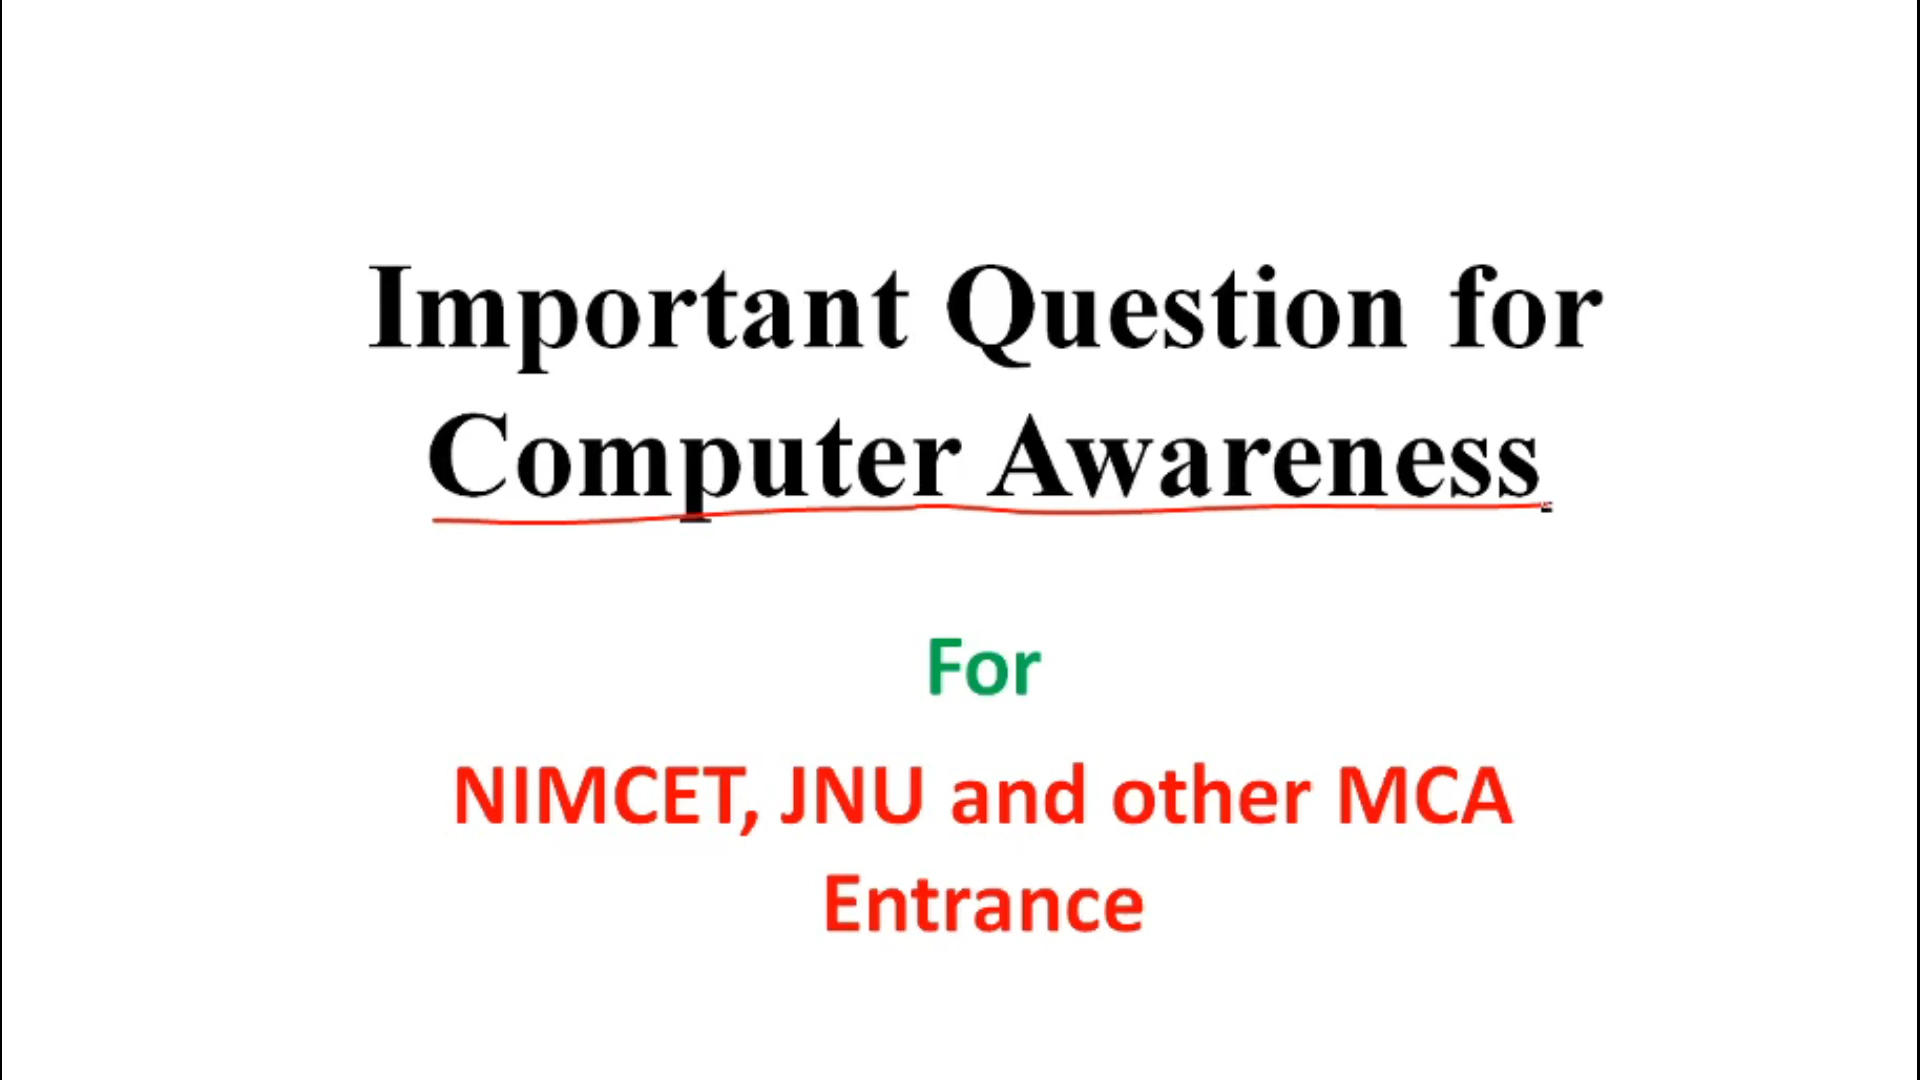 Important Question for
Computer Awareness
For
NIMCET, JNU and other MCA
Entrance